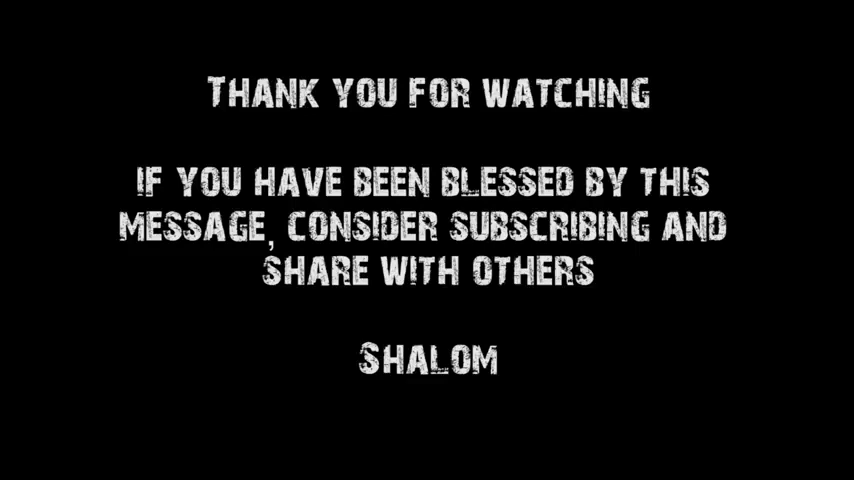 Thank you for watching
If you have been blessed by this
message, consider subscribing and
share with others
Shalom